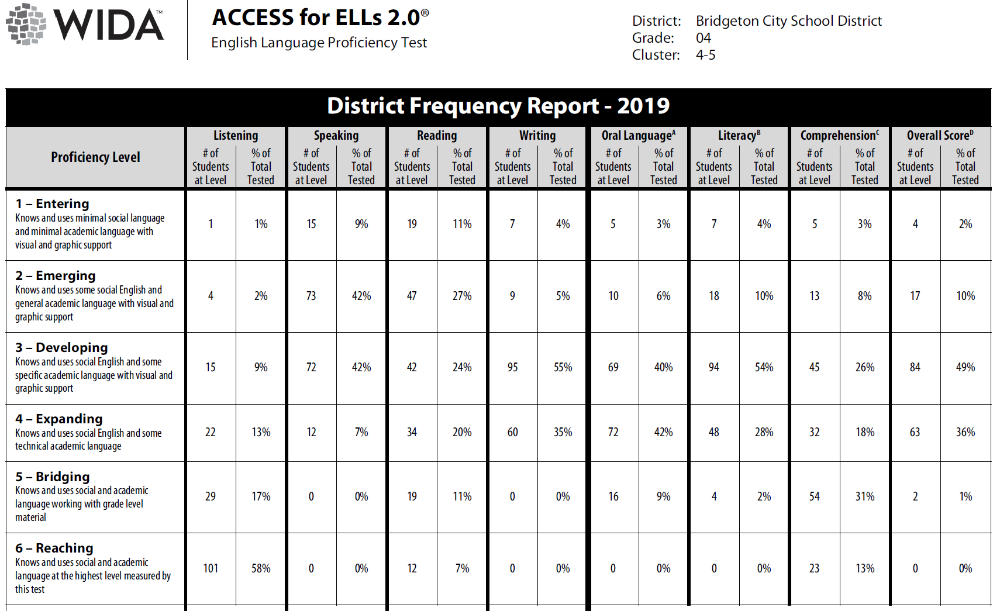 WIDA™
ACCESS for ELLs 2.0®
English Language Proficiency Test
District: Bridgeton City School District
Grade: 04
Cluster: 4-5
District Frequency Report - 2019
Proficiency Level
Listening Speaking Reading Writing Oral Languageᴬ Literacyᴮ Comprehensionᶜ Overall Scoreᴰ
# of % of # of % of # of % of # of % of # of % of # of % of # of % of # of % of
Students Total Students Total Students Total Students Total Students Total Students Total Students Total Students Total
at Level Tested at Level Tested at Level Tested at Level Tested at Level Tested at Level Tested at Level Tested at Level Tested
1 – Entering
Knows and uses minimal social language
and minimal academic language with
visual and graphic support
1 1% 15 9% 19 11% 7 4% 5 3% 7 4% 5 3% 4 2%
2 – Emerging
Knows and uses some social English and
general academic language with visual and
graphic support
4 2% 73 42% 47 27% 9 5% 10 6% 18 10% 13 8% 17 10%
3 – Developing
Knows and uses social English and some
specific academic language with visual and
graphic support
15 9% 72 42% 42 24% 95 55% 69 40% 94 54% 45 26% 84 49%
4 – Expanding
Knows and uses social English and some
technical academic language
22 13% 12 7% 34 20% 60 35% 72 42% 48 28% 32 18% 63 36%
5 – Bridging
Knows and uses social and academic
language working with grade level
material
29 17% 0 0% 19 11% 0 0% 16 9% 4 2% 54 31% 2 1%
6 – Reaching
Knows and uses social and academic
language at the highest level measured by
this test
101 58% 0 0% 12 7% 0 0% 0 0% 0 0% 23 13% 0 0%